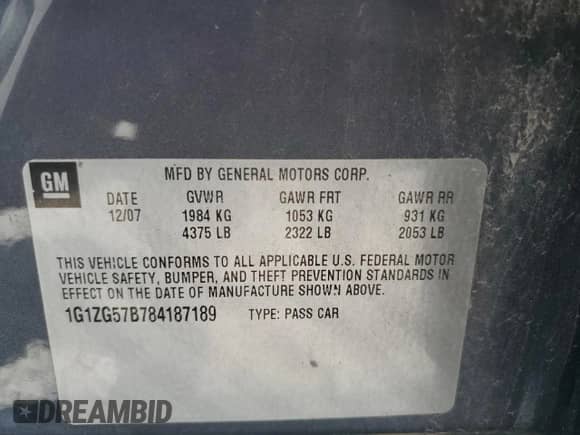 GM
MFD BY GENERAL MOTORS CORP.
DATE GVWR GAWR FRT GAWR RR
12/07 1984 KG 1053 KG 931 KG
4375 LB 2322 LB 2053 LB
THIS VEHICLE CONFORMS TO ALL APPLICABLE U.S. FEDERAL MOTOR
VEHICLE SAFETY, BUMPER, AND THEFT PREVENTION STANDARDS IN
EFFECT ON THE DATE OF MANUFACTURE SHOWN ABOVE.
1G1ZG57B784187189 TYPE: PASS CAR
DREAMBID